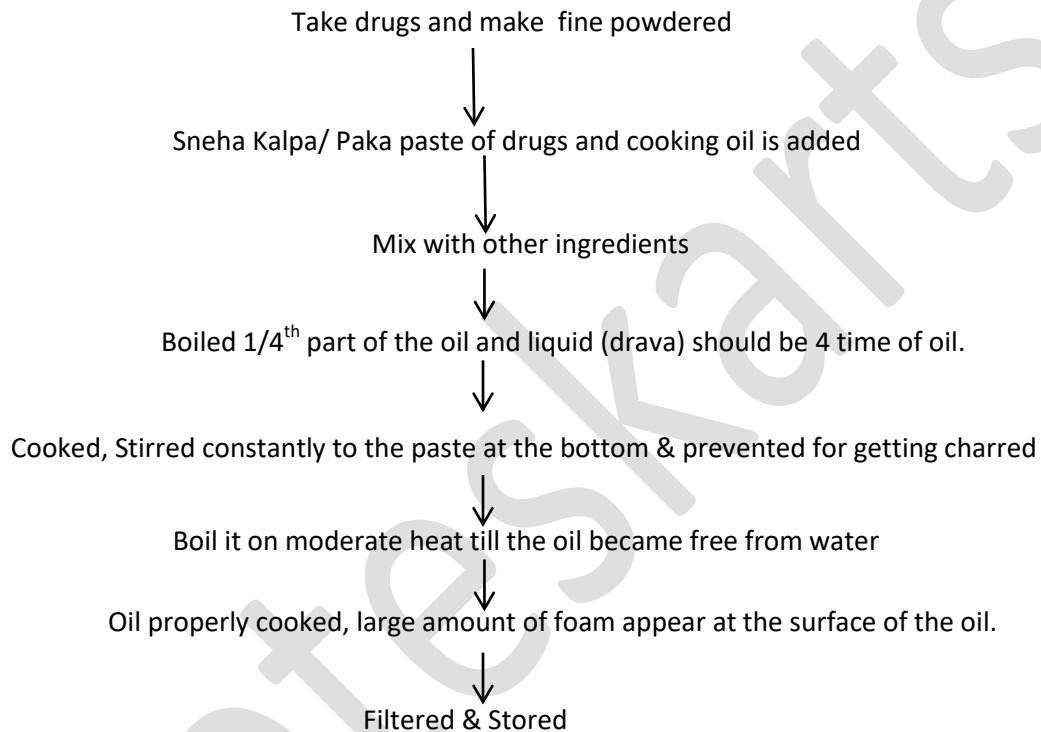 Take drugs and make fine powdered
Sneha Kalpa/ Paka paste of drugs and cooking oil is added
Mix with other ingredients
Boiled 1/4th part of the oil and liquid (drava) should be 4 time of oil.
Cooked, Stirred constantly to the paste at the bottom & prevented for getting charred
Boil it on moderate heat till the oil became free from water
Oil properly cooked, large amount of foam appear at the surface of the oil.
Filtered & Stored
teskarts